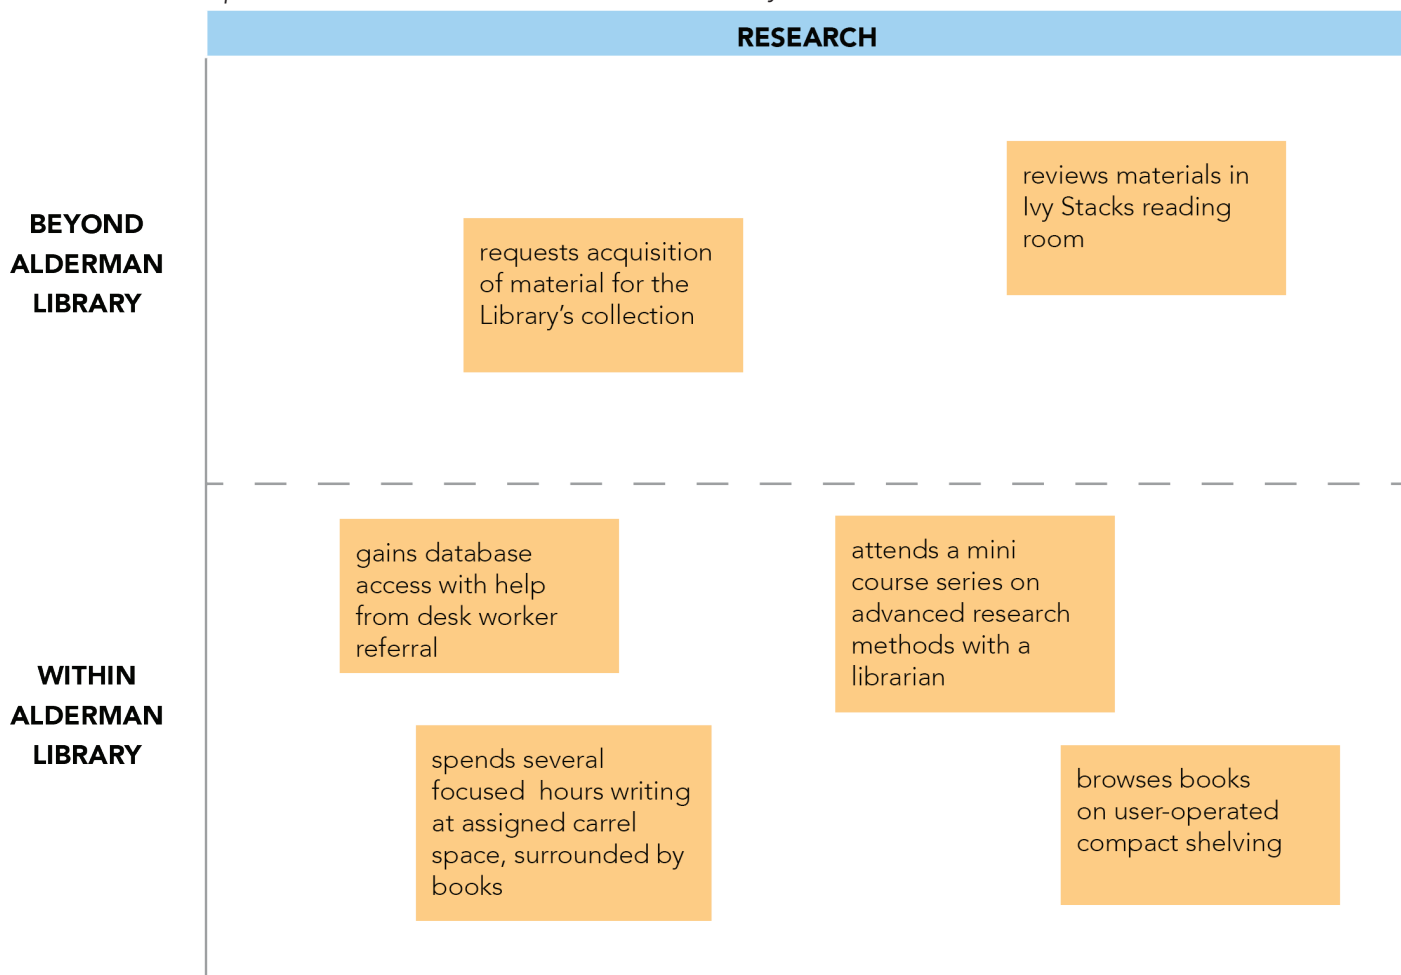 RESEARCH
BEYOND
ALDERMAN
LIBRARY
requests acquisition
of material for the
Library's collection
reviews materials in
Ivy Stacks reading
room
WITHIN
ALDERMAN
LIBRARY
gains database
access with help
from desk worker
referral
attends a mini
course series on
advanced research
methods with a
librarian
spends several
focused  hours writing
at assigned carrel
space, surrounded by
books
browses books
on user-operated
compact shelving